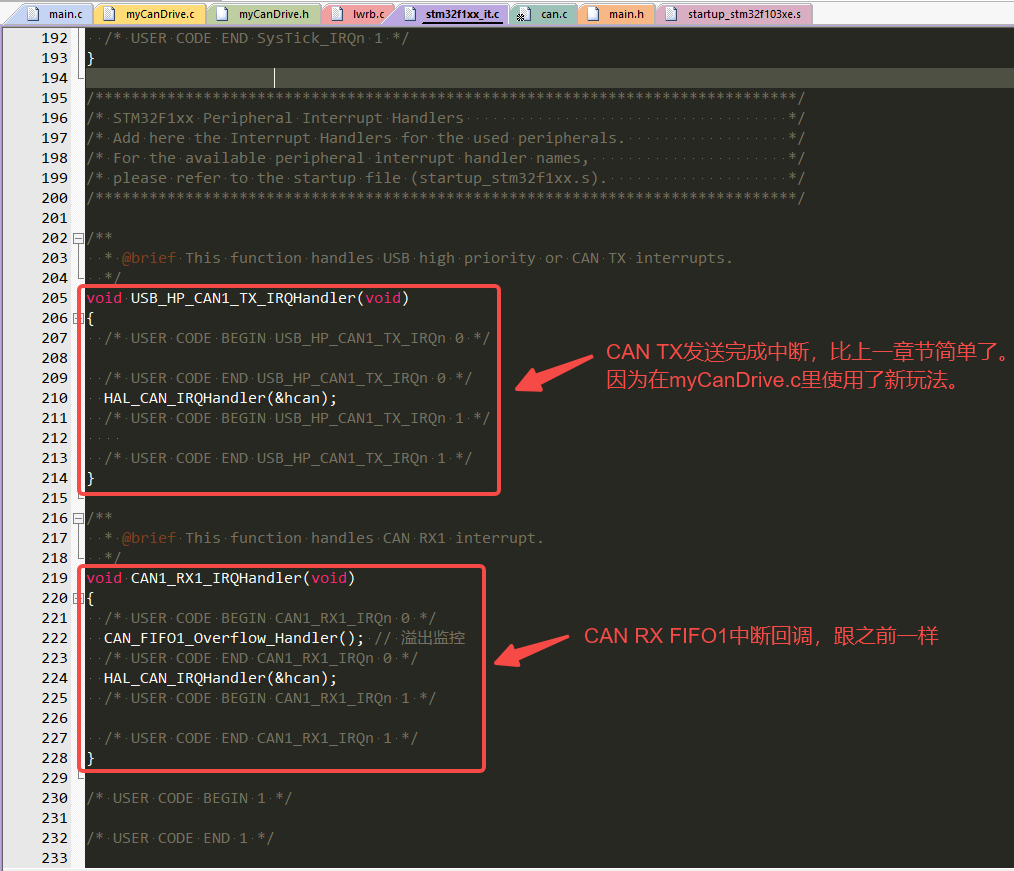 main.c myCanDrive.c myCanDrive.h lwrb.c stm32f1xx_it.c can.c main.h startup_stm32f103xe.s
192 /* USER CODE END SysTick_IRQn 1 */
193 }
194
195 /******************************************************************************/
196 /* STM32F1xx Peripheral Interrupt Handlers                                    */
197 /* Add here the Interrupt Handlers for the used peripherals.                  */
198 /* For the available peripheral interrupt handler names,                      */
199 /* please refer to the startup file (startup_stm32f1xx.s).                    */
200 /******************************************************************************/
201
202 /**
203   * @brief This function handles USB high priority or CAN TX interrupts.
204   */
205 void USB_HP_CAN1_TX_IRQHandler(void)
206 {
207   /* USER CODE BEGIN USB_HP_CAN1_TX_IRQn 0 */
208
209   /* USER CODE END USB_HP_CAN1_TX_IRQn 0 */
210   HAL_CAN_IRQHandler(&hcan);
211   /* USER CODE BEGIN USB_HP_CAN1_TX_IRQn 1 */
212
213   /* USER CODE END USB_HP_CAN1_TX_IRQn 1 */
214 }
CAN TX发送完成中断，比上一章节简单了。
因为在myCanDrive.c里使用了新玩法。
215
216 /**
217   * @brief This function handles CAN RX1 interrupt.
218   */
219 void CAN1_RX1_IRQHandler(void)
220 {
221   /* USER CODE BEGIN CAN1_RX1_IRQn 0 */
222   CAN_FIFO1_Overflow_Handler(); // 溢出监控
223   /* USER CODE END CAN1_RX1_IRQn 0 */
224   HAL_CAN_IRQHandler(&hcan);
225   /* USER CODE BEGIN CAN1_RX1_IRQn 1 */
226
227   /* USER CODE END CAN1_RX1_IRQn 1 */
228 }
CAN RX FIFO1中断回调，跟之前一样
229
230 /* USER CODE BEGIN 1 */
231
232 /* USER CODE END 1 */
233